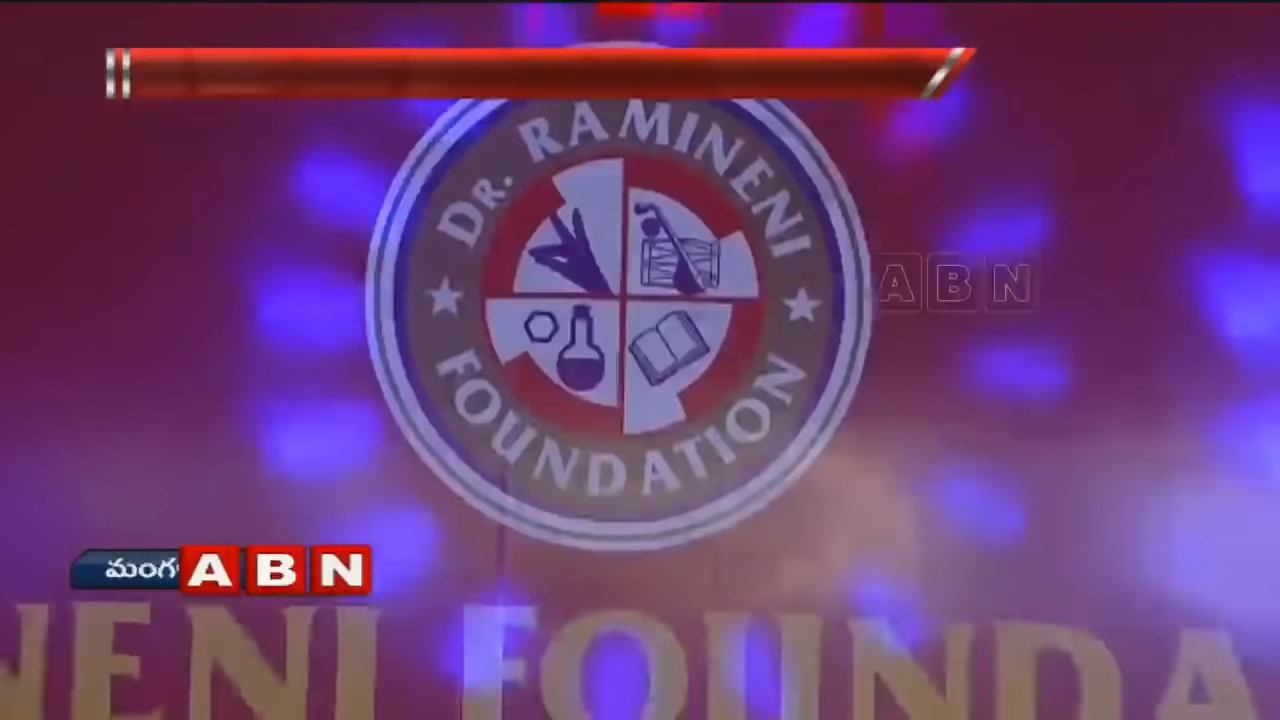 DR. RAMINENI
FOUNDATION
ABN
మంగ
ABN
NENI FOUNDA